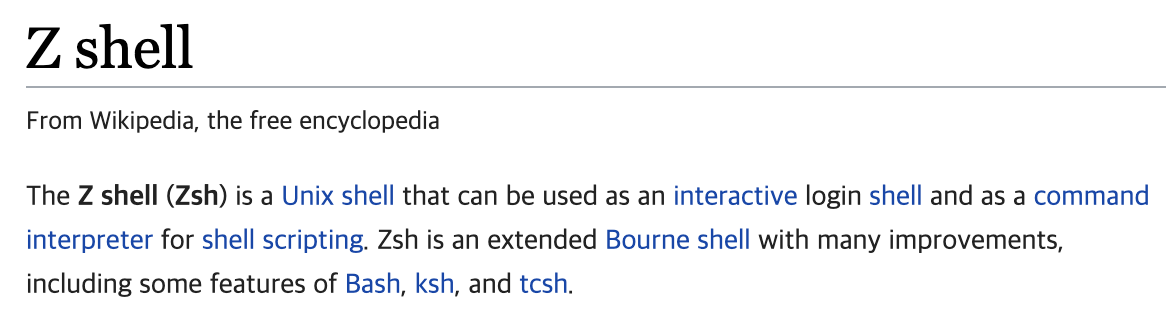 Z shell
From Wikipedia, the free encyclopedia
The Z shell (Zsh) is a Unix shell that can be used as an interactive login shell and as a command
interpreter for shell scripting. Zsh is an extended Bourne shell with many improvements,
including some features of Bash, ksh, and tcsh.